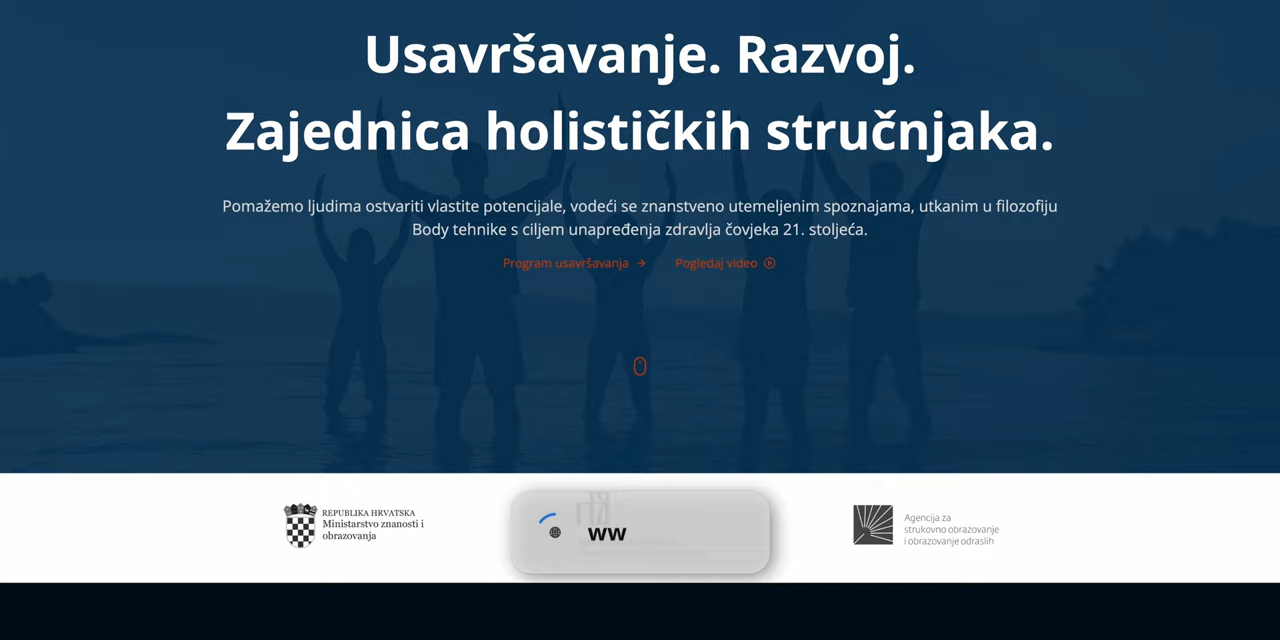 Usavršavanje. Razvoj.
Zajednica holističkih stručnjaka.
Pomažemo ljudima ostvariti vlastite potencijale, vodeći se znanstveno utemeljenim spoznajama, utkanim u filozofiju
Body tehnike s ciljem unapređenja zdravlja čovjeka 21. stoljeća.
Program usavršavanja
Pogledaj video
REPUBLIKA HRVATSKA
Ministarstvo znanosti i
obrazovanja
ww
Agencija za
strukovno obrazovanje
i obrazovanje odraslih